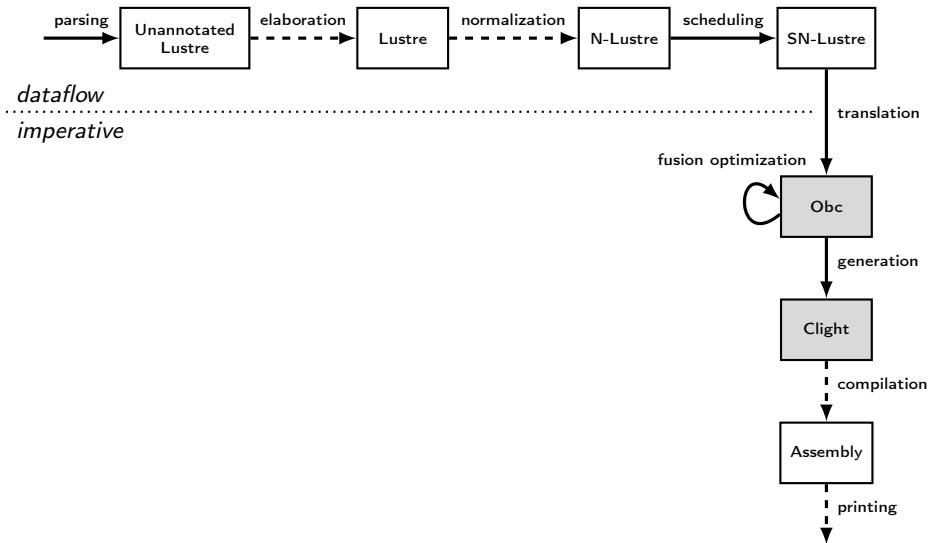 parsing
Unannotated
Lustre
elaboration
Lustre
normalization
N-Lustre
scheduling
SN-Lustre
dataflow
imperative
translation
fusion optimization
Obc
generation
Clight
compilation
Assembly
printing